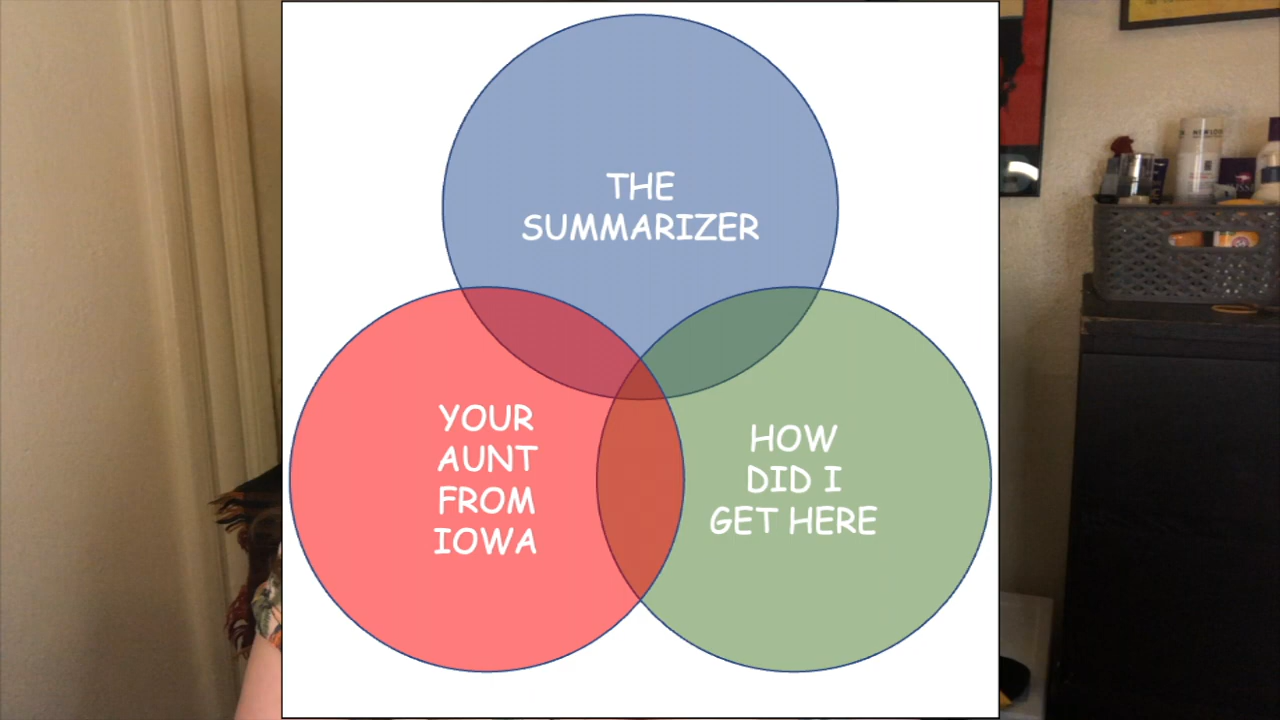 THE
SUMMARIZER
YOUR
AUNT
FROM
IOWA
HOW
DID I
GET HERE